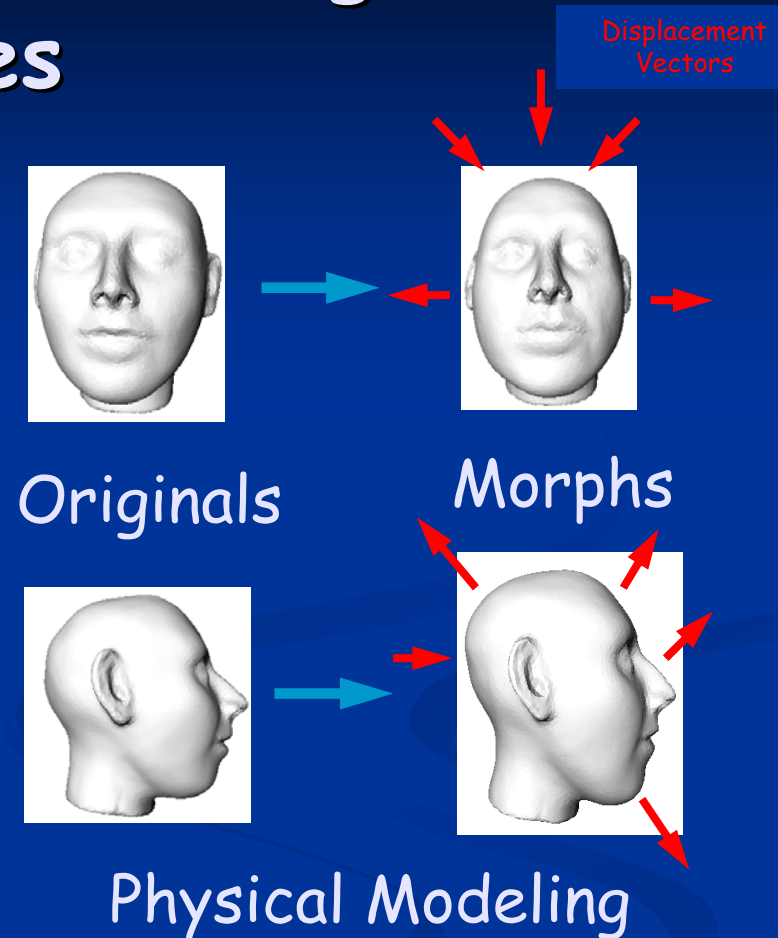 es
Displacement
Vectors
Originals
Morphs
Physical Modeling